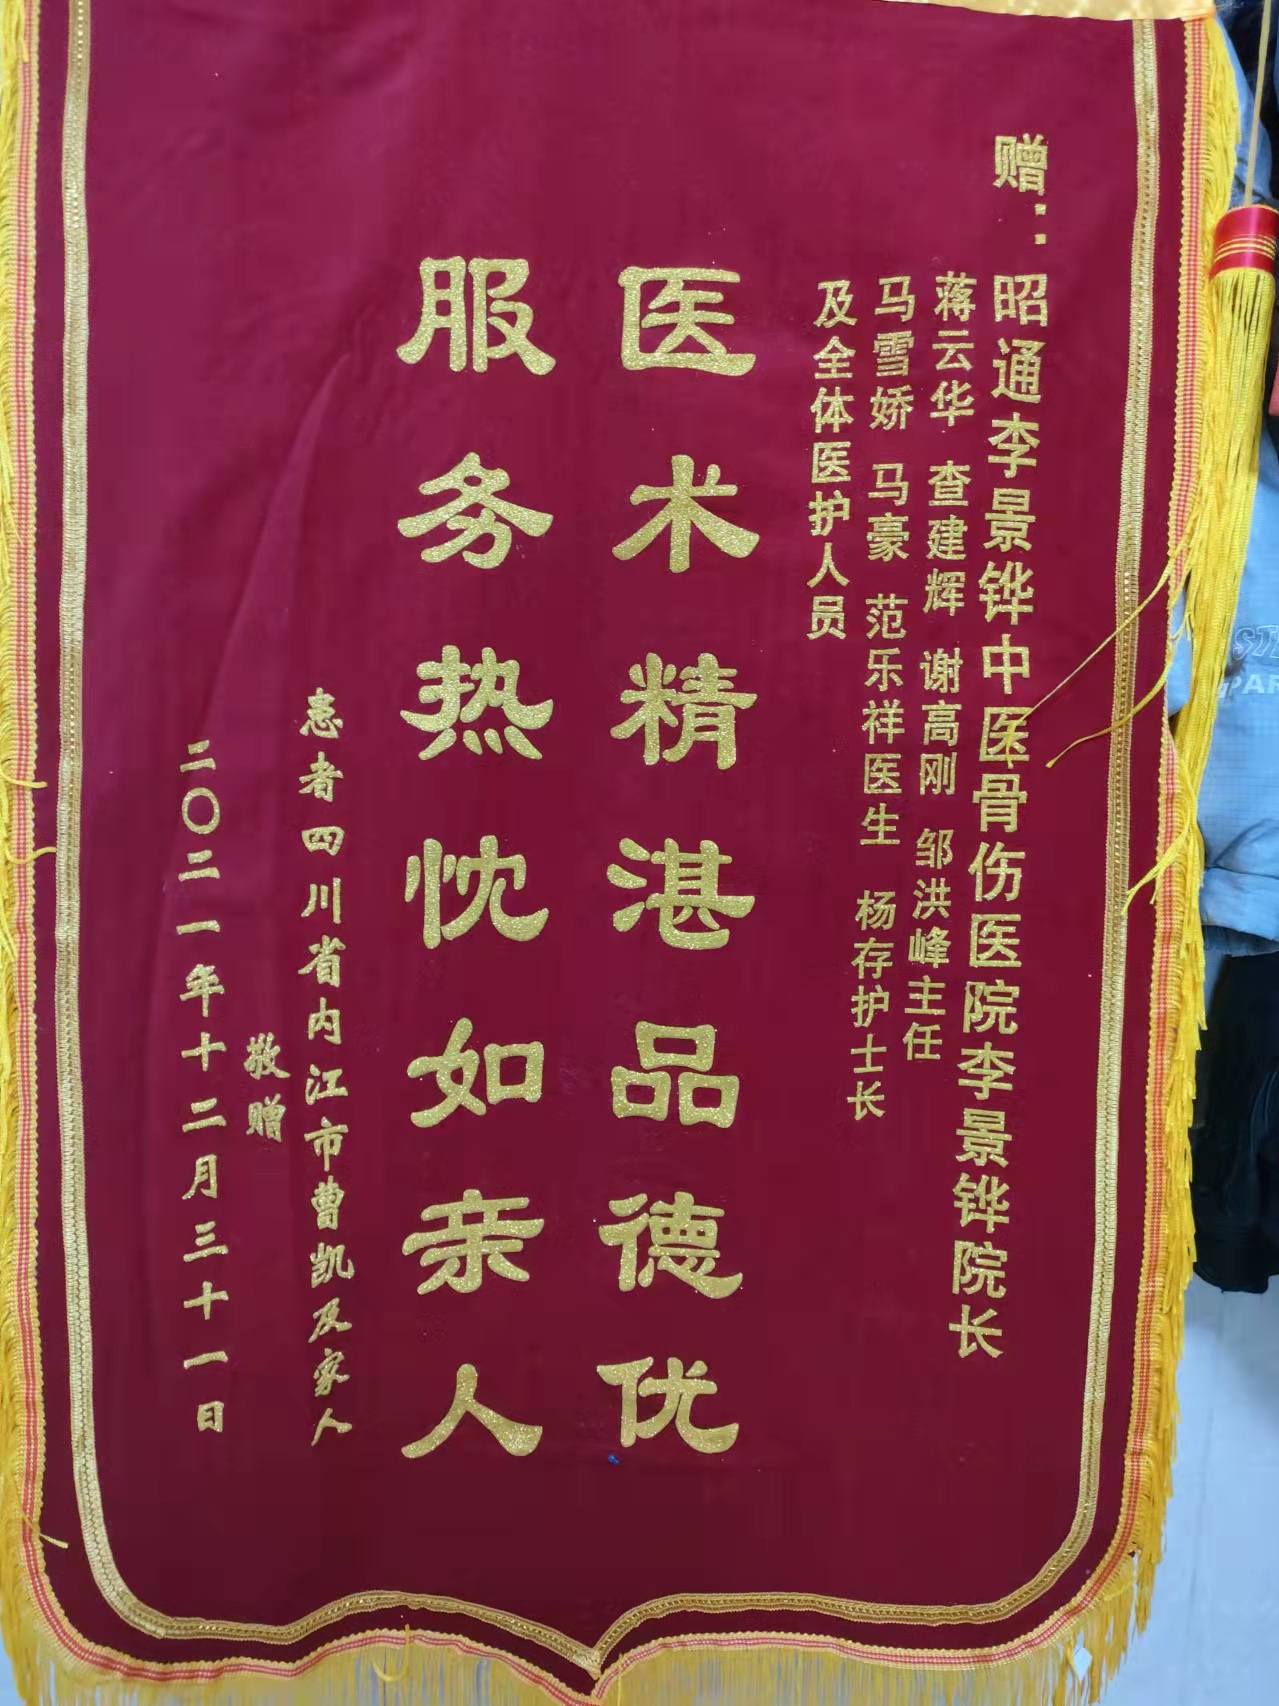 赠：昭通李景铧中医骨伤医院李景铧院长
蒋云华 查建辉 谢高刚 邹洪峰主任
马雪娇 马豪 范乐祥医生 杨存护士长
及全体医护人员
医术精湛品德优
服务热忱如亲人
患者四川省内江市曹凯及家人
敬赠
二〇二一年十二月三十一日